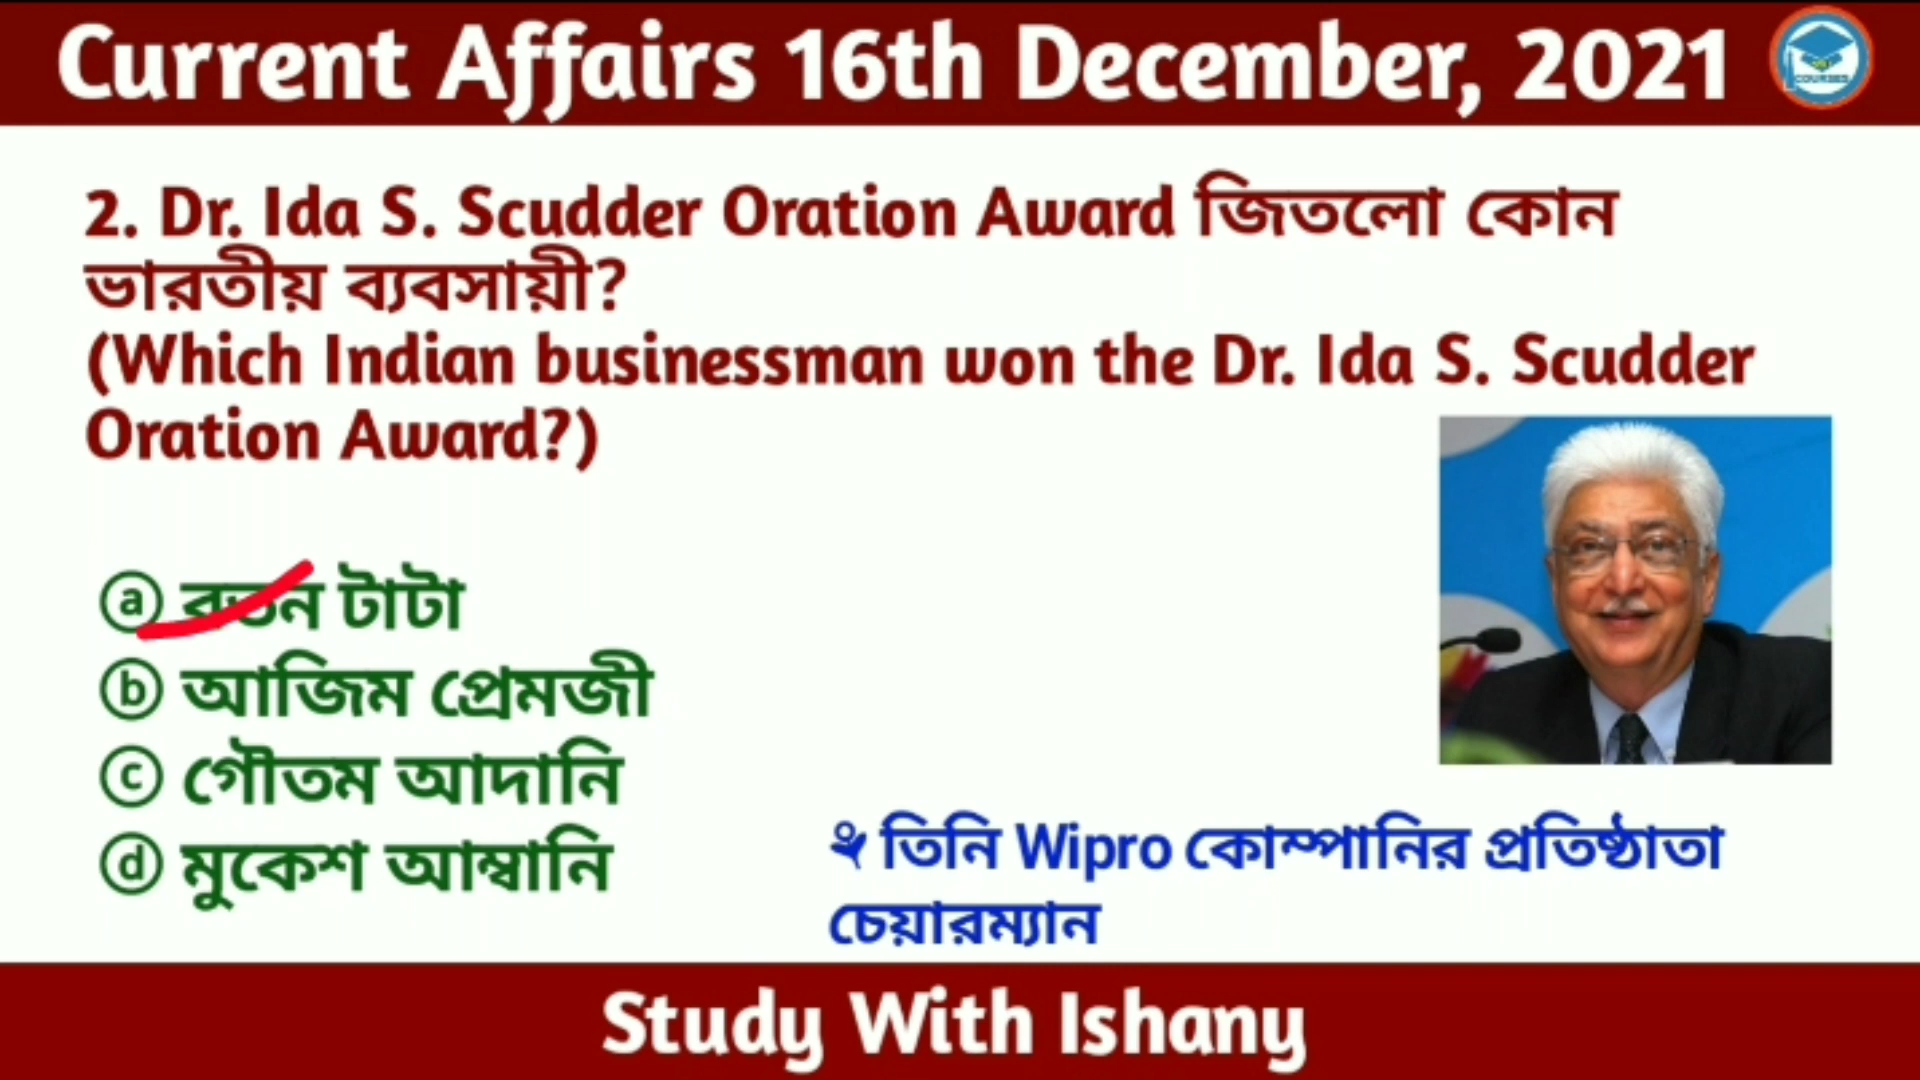 Current Affairs 16th December, 2021
COURSES
2. Dr. Ida S. Scudder Oration Award জিতলো কোন
ভারতীয় ব্যবসায়ী?
(Which Indian businessman won the Dr. Ida S. Scudder
Oration Award?)
ⓐ রতন টাটা
ⓑ আজিম প্রেমজী
ⓒ গৌতম আদানি
ⓓ মুকেশ আম্বানি
তিনি Wipro কোম্পানির প্রতিষ্ঠাতা
চেয়ারম্যান
Study With Ishany